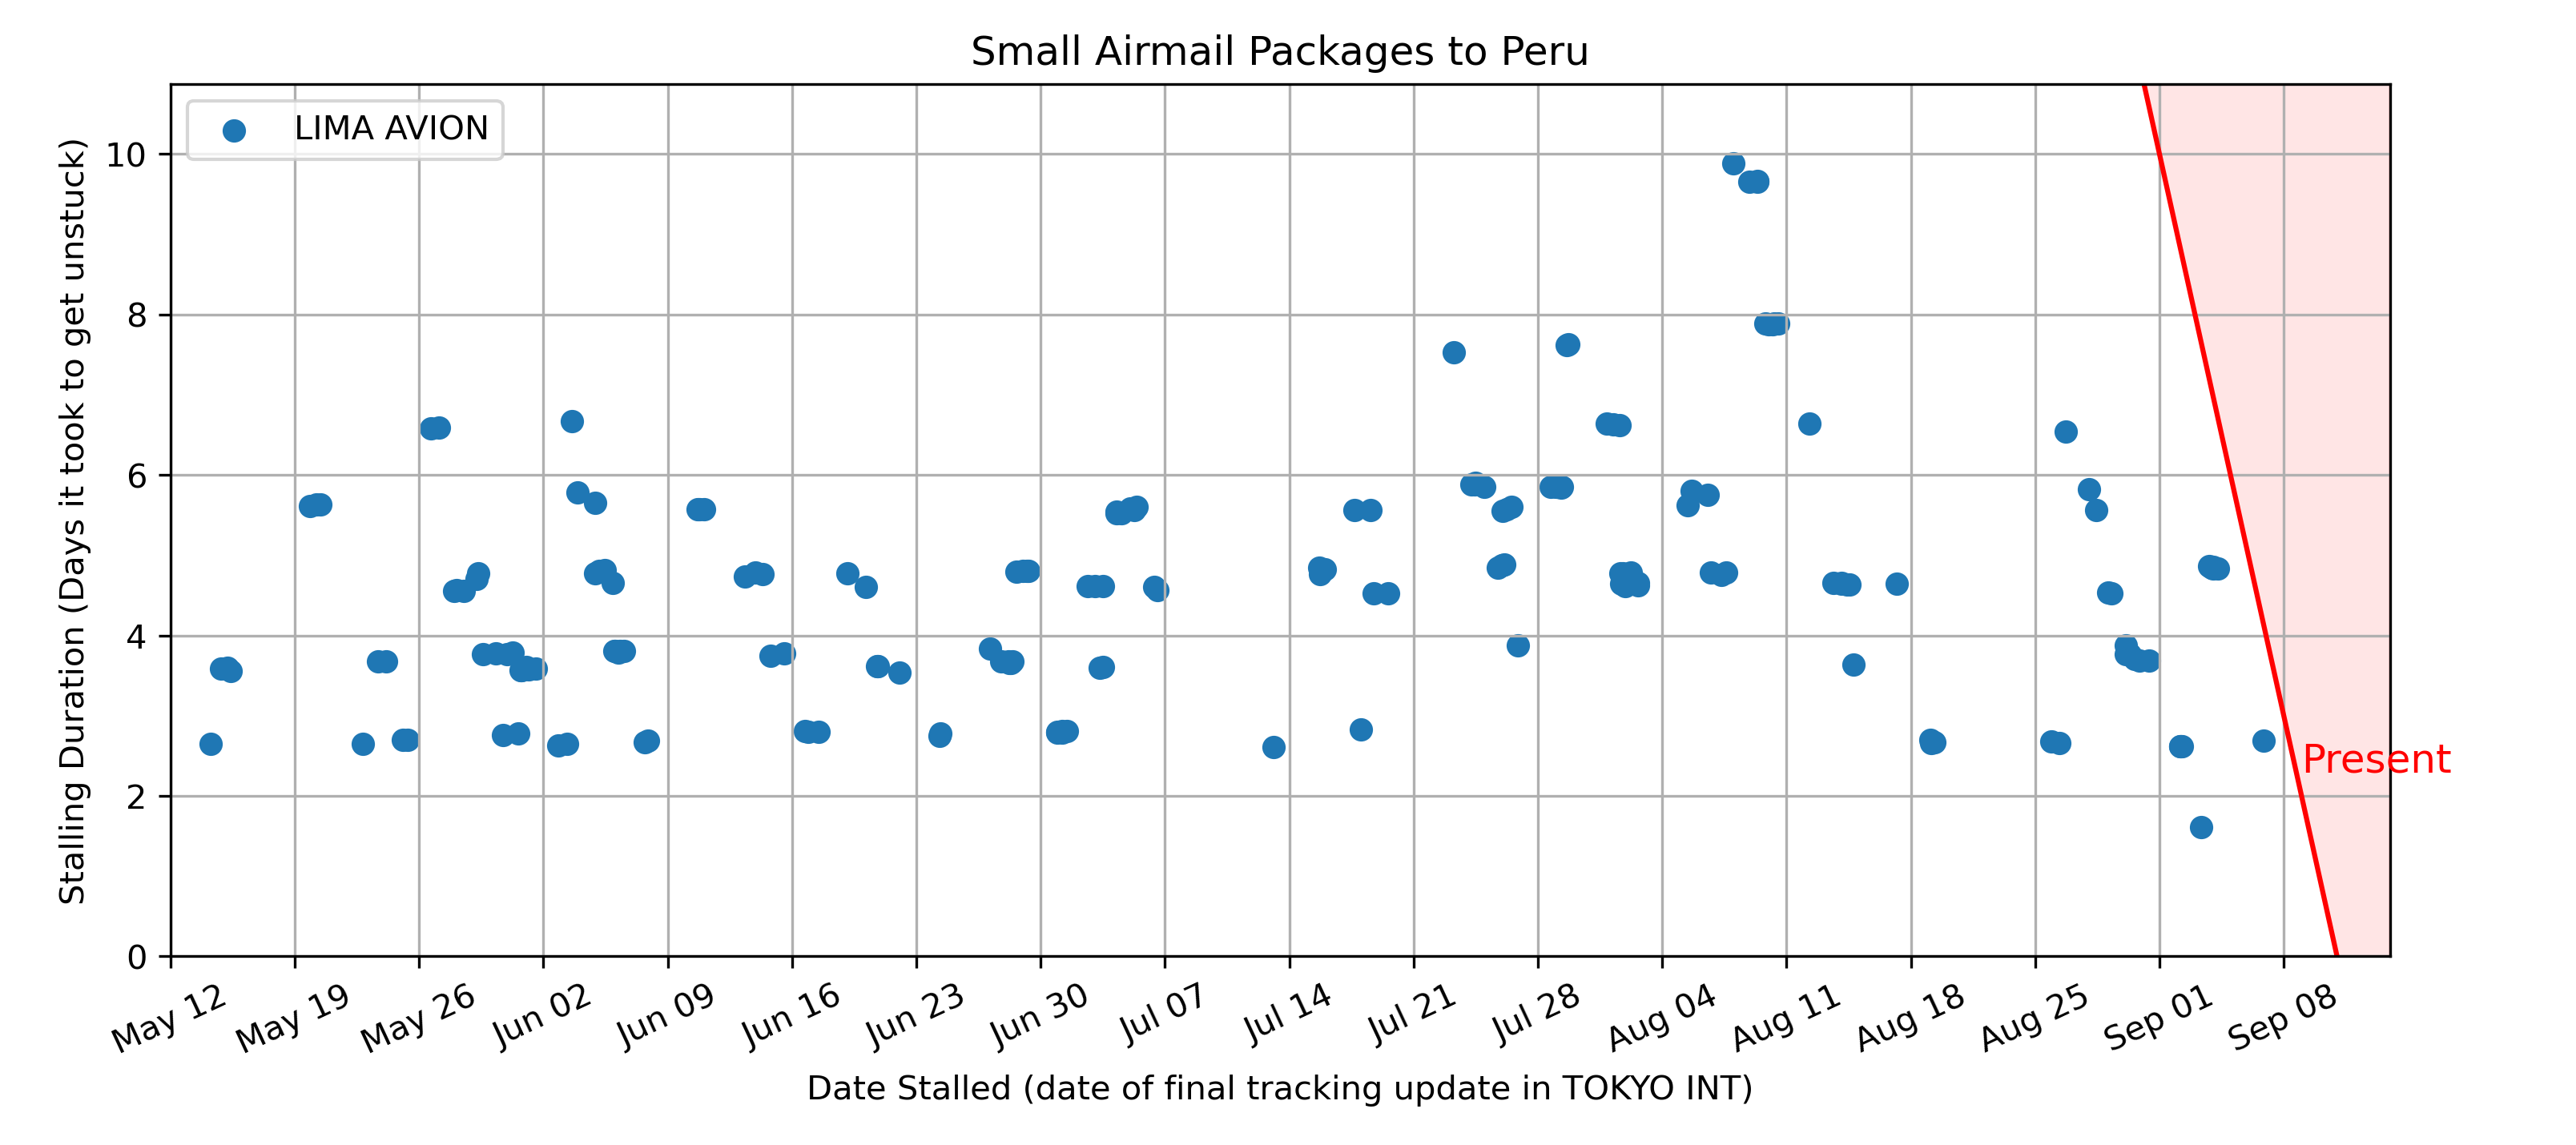 Small Airmail Packages to Peru
LIMA AVION
Stalling Duration (Days it took to get unstuck)
10
8
6
4
2
0
Present
May 12
May 19
May 26
Jun 02
Jun 09
Jun 16
Jun 23
Jun 30
Jul 07
Jul 14
Jul 21
Jul 28
Aug 04
Aug 11
Aug 18
Aug 25
Sep 01
Sep 08
Date Stalled (date of final tracking update in TOKYO INT)